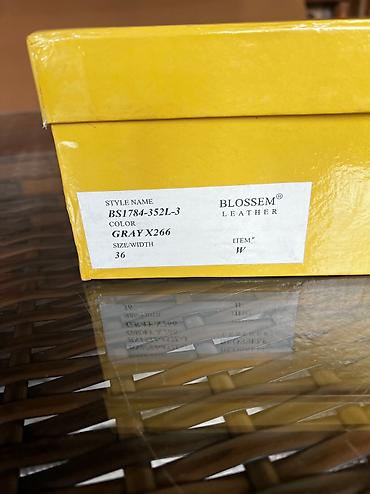 STYLE NAME
BS1784-352L-3
COLOR
GRAY X266
SIZE/WIDTH
36
BLOSSEM®
LEATHER
ITEM."
W